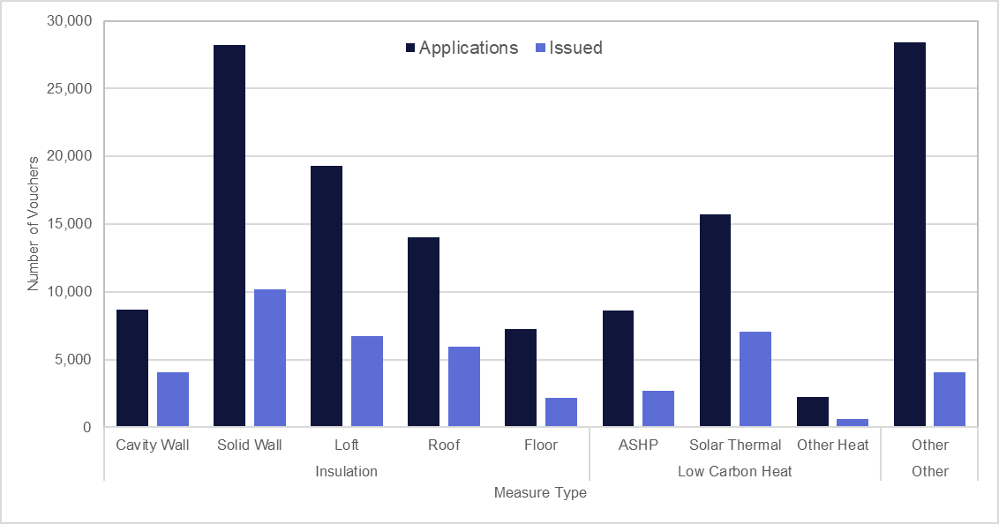 30,000
25,000
20,000
15,000
10,000
5,000
0
Number of Vouchers
Applications Issued
Cavity Wall Solid Wall Loft Roof Floor ASHP Solar Thermal Other Heat Other
Insulation Low Carbon Heat Other
Measure Type